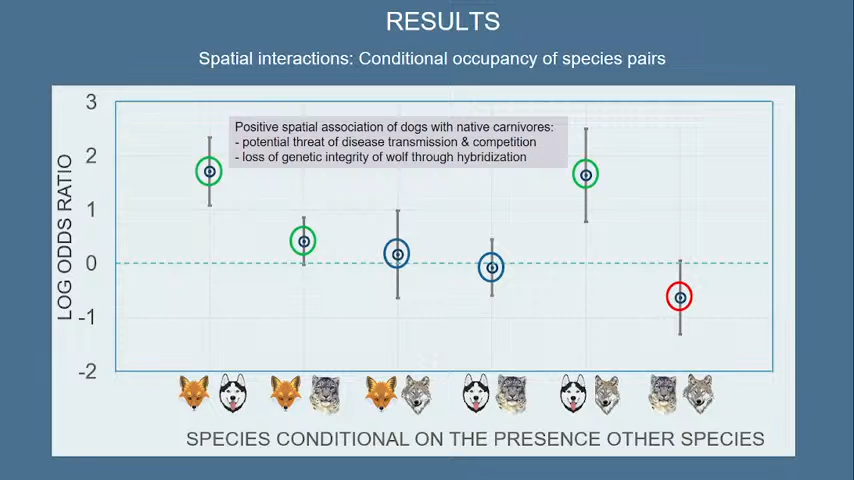 RESULTS
Spatial interactions: Conditional occupancy of species pairs
Positive spatial association of dogs with native carnivores:
- potential threat of disease transmission & competition
- loss of genetic integrity of wolf through hybridization
LOG ODDS RATIO
3
2
1
0
-1
-2
SPECIES CONDITIONAL ON THE PRESENCE OTHER SPECIES